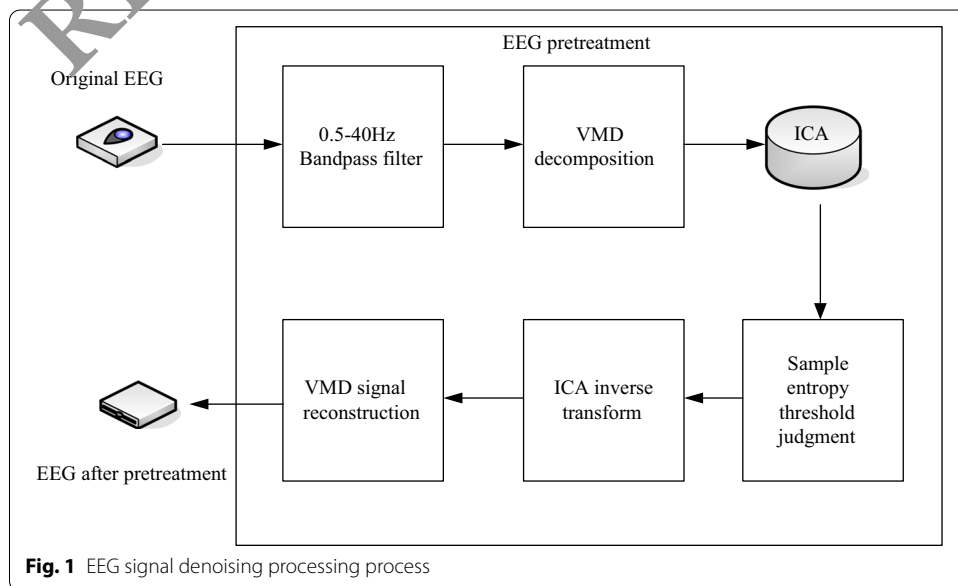 EEG pretreatment
Original EEG
0.5-40Hz
Bandpass filter
VMD
decomposition
ICA
Sample
entropy
threshold
judgment
ICA inverse
transform
VMD signal
reconstruction
EEG after pretreatment
Fig. 1 EEG signal denoising processing process